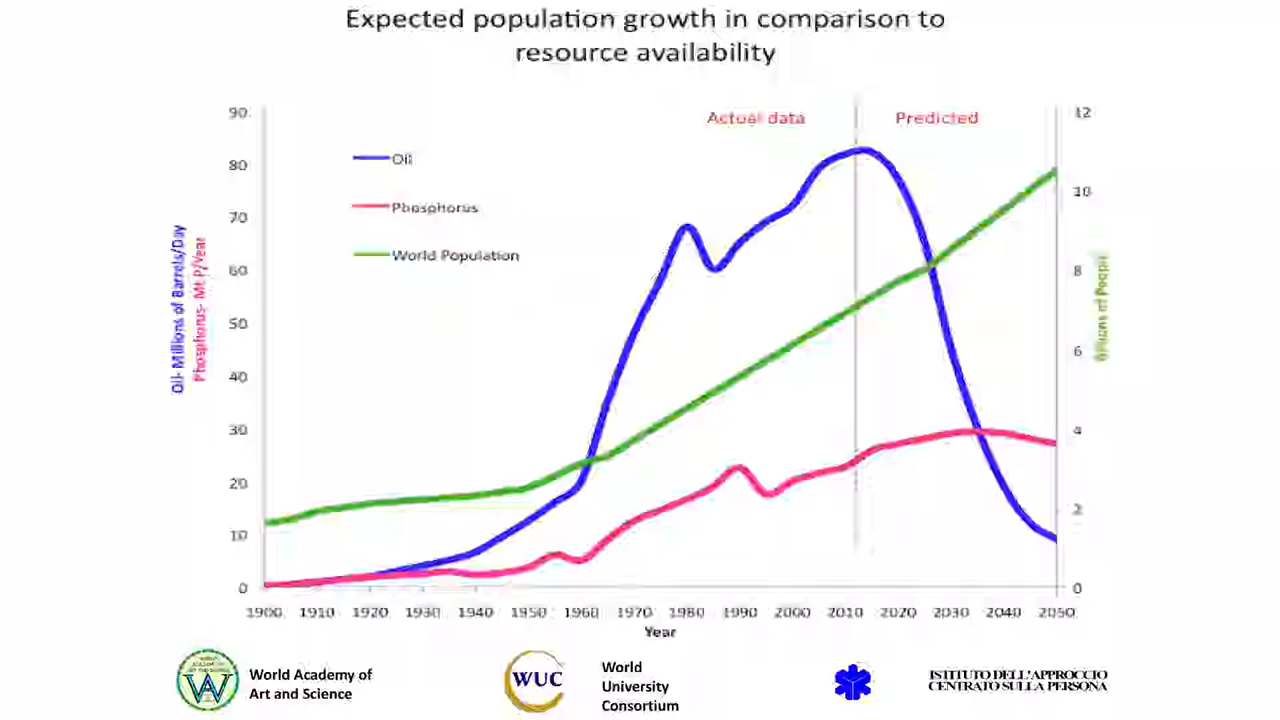 Expected population growth in comparison to
resource availability
Actual data
Predicted
Oil
Phosphorus
World Population
Oil- Millions of Barrels/Day
Phosphorus- Mt P/Year
Billions of People
90
80
70
60
50
40
30
20
10
0
12
10
8
6
4
2
0
1900 1910 1920 1930 1940 1950 1960 1970 1980 1990 2000 2010 2020 2030 2040 2050
Year
World Academy of
Art and Science
WUC
World
University
Consortium
ISTITUTO DELL'APPROCCIO
CENTRATO SULLA PERSONA